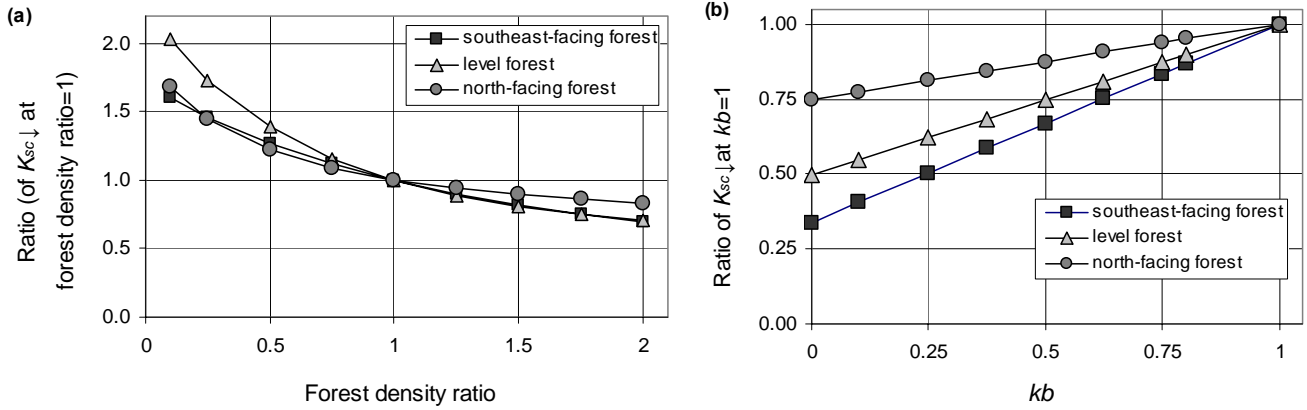 (a)
Ratio (of Ksc↓ at
forest density ratio=1)
2.0
1.5
1.0
0.5
0.0
0
0.5
1
1.5
2
Forest density ratio
southeast-facing forest
level forest
north-facing forest
(b)
Ratio of Ksc↓ at kb=1
1.00
0.75
0.50
0.25
0.00
0
0.25
0.5
0.75
1
kb
southeast-facing forest
level forest
north-facing forest